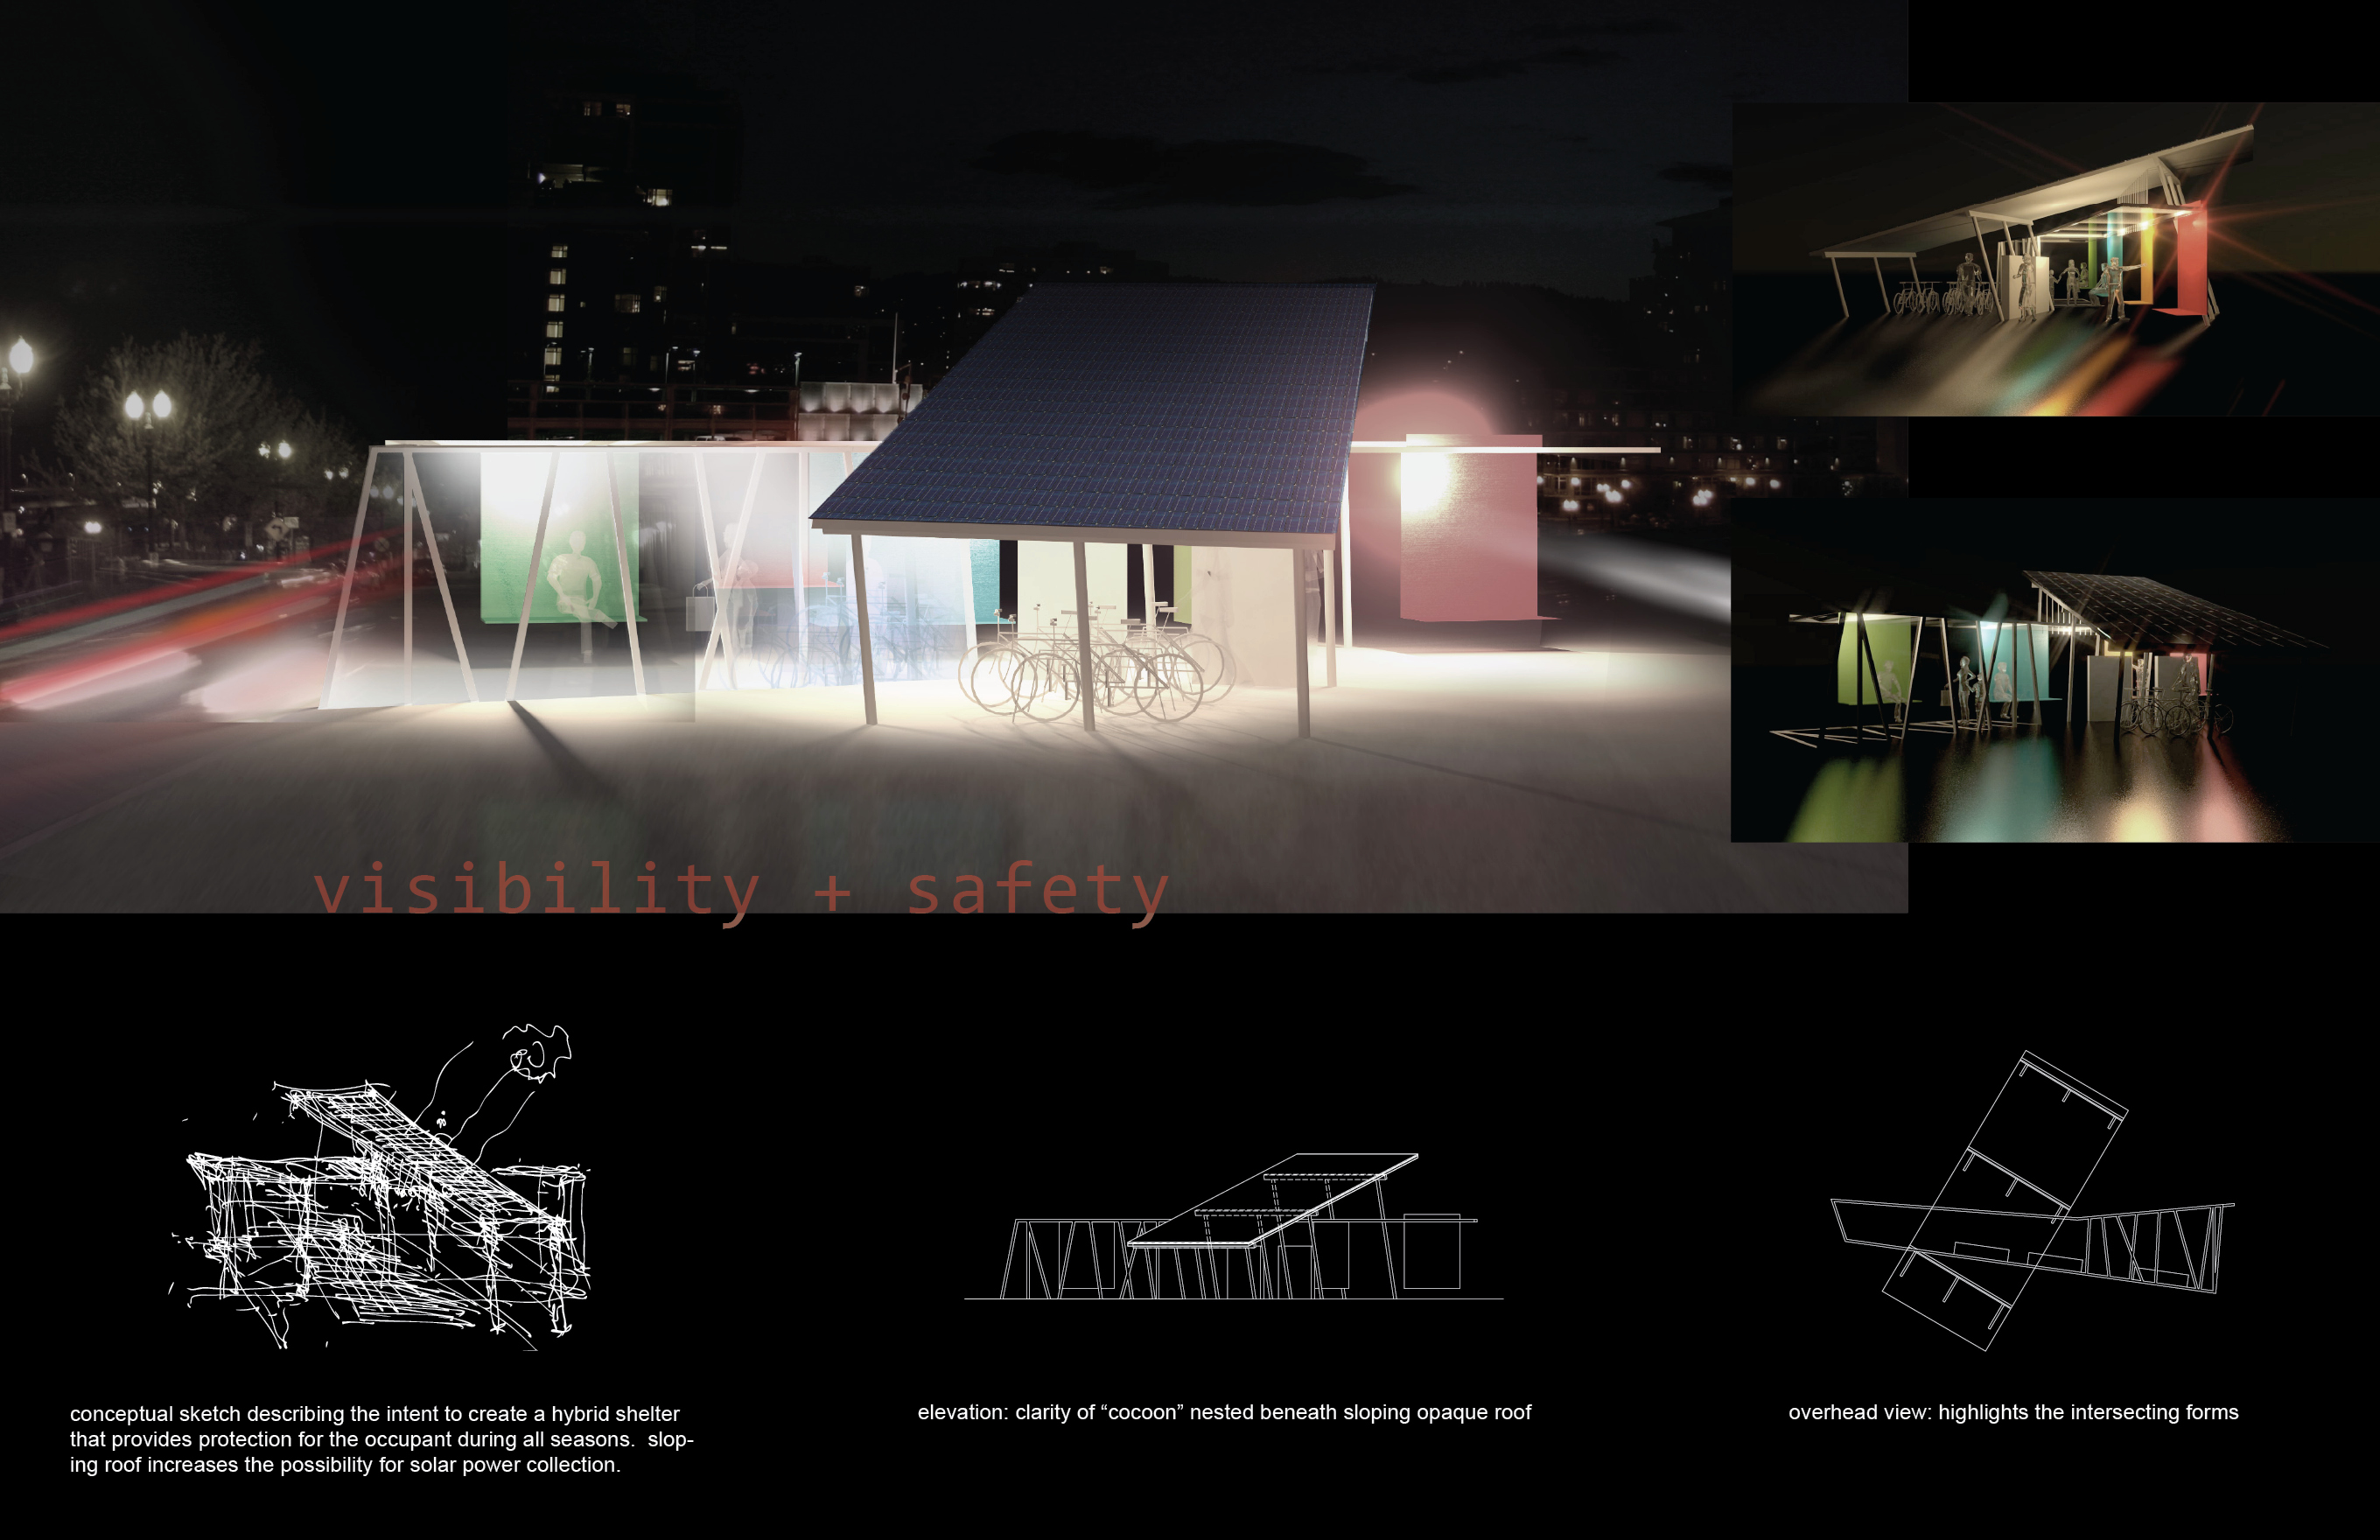 visibility + safety
conceptual sketch describing the intent to create a hybrid shelter
that provides protection for the occupant during all seasons.  slop-
ing roof increases the possibility for solar power collection.
elevation: clarity of “cocoon” nested beneath sloping opaque roof
overhead view: highlights the intersecting forms